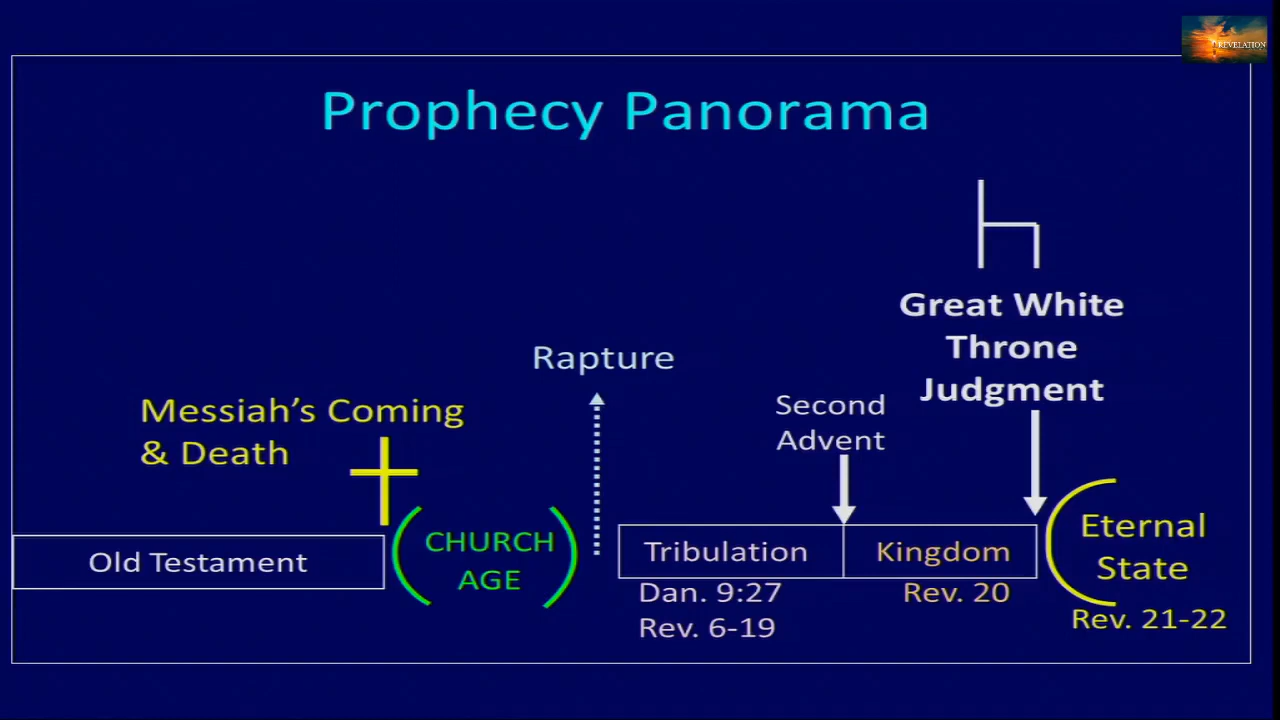 REVELATION
Prophecy Panorama
Great White
Throne
Judgment
Rapture
Second
Advent
Messiah’s Coming
& Death
Old Testament
CHURCH
AGE
Tribulation
Dan. 9:27
Rev. 6-19
Kingdom
Rev. 20
Eternal
State
Rev. 21-22